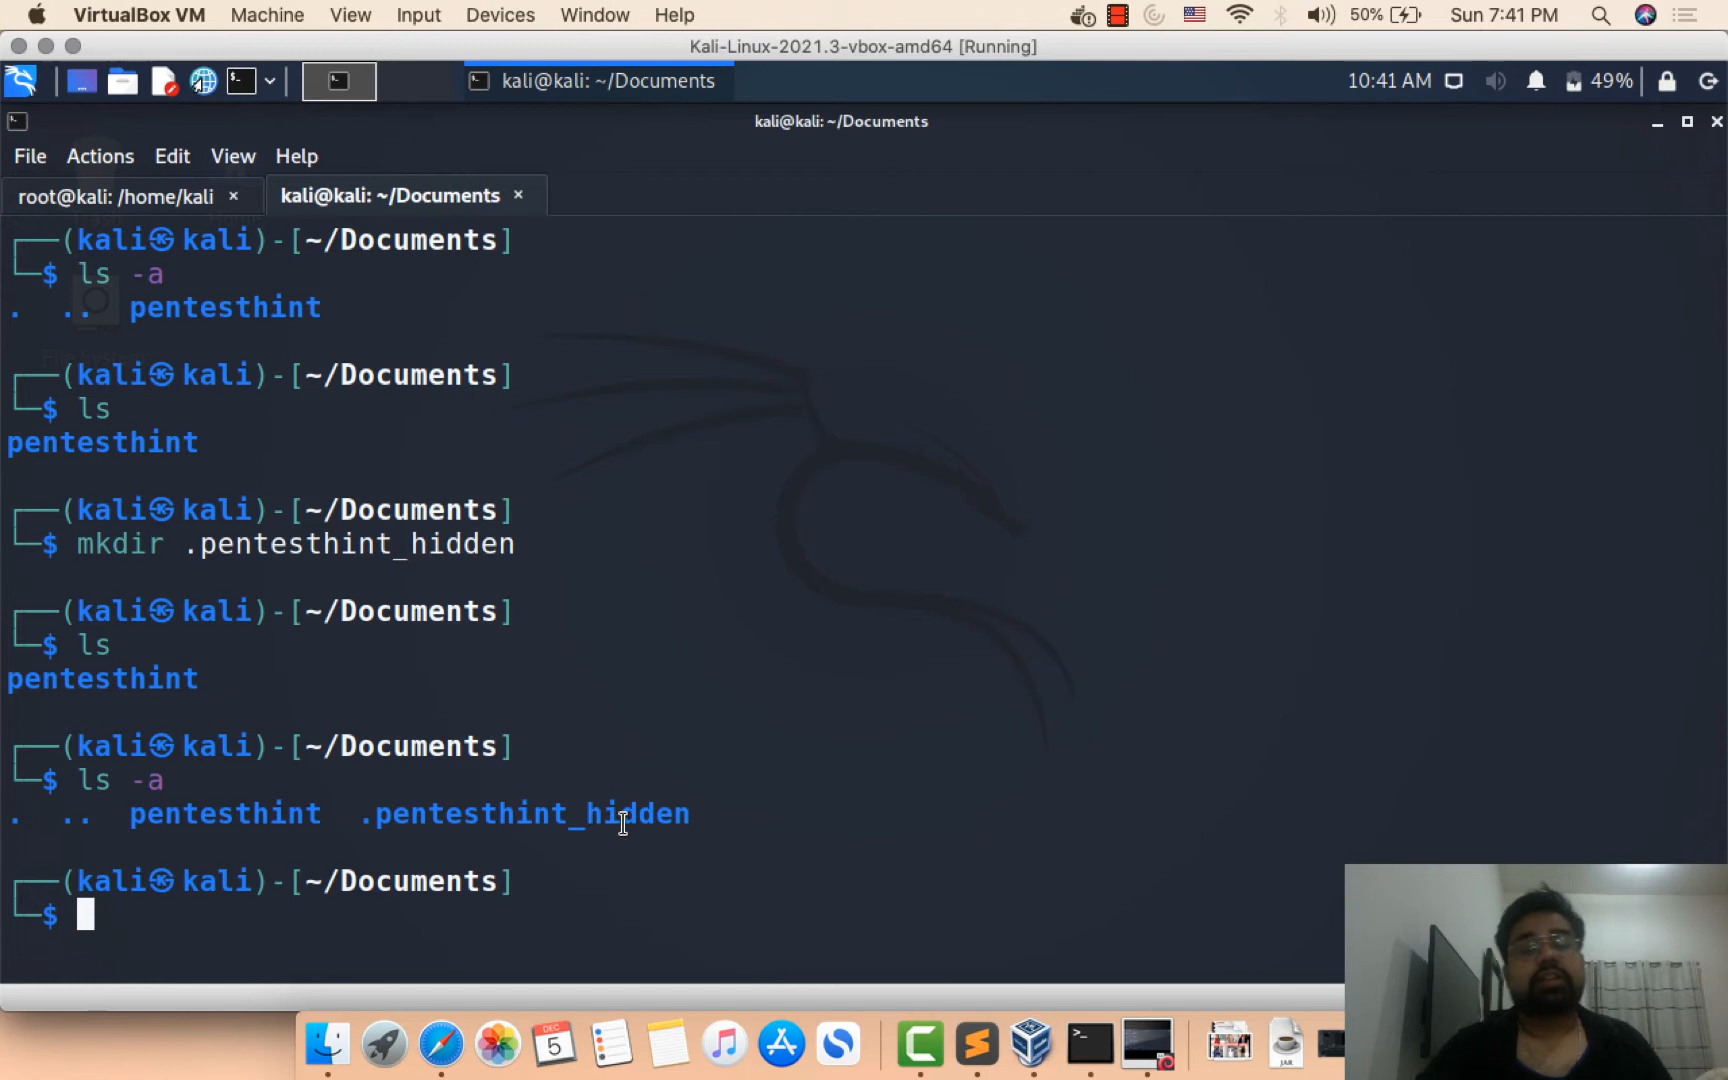 VirtualBox VM Machine View Input Devices Window Help 50% Sun 7:41 PM
Kali-Linux-2021.3-vbox-amd64 [Running]
kali@kali: ~/Documents 10:41 AM 49%
kali@kali: ~/Documents
File Actions Edit View Help
root@kali: /home/kali × kali@kali: ~/Documents ×
┌──(kali㉿kali)-[~/Documents]
└─$ ls -a
. .. pentesthint
┌──(kali㉿kali)-[~/Documents]
└─$ ls
pentesthint
┌──(kali㉿kali)-[~/Documents]
└─$ mkdir .pentesthint_hidden
┌──(kali㉿kali)-[~/Documents]
└─$ ls
pentesthint
┌──(kali㉿kali)-[~/Documents]
└─$ ls -a
. .. pentesthint .pentesthint_hidden
┌──(kali㉿kali)-[~/Documents]
└─$
DEC
5
JAR